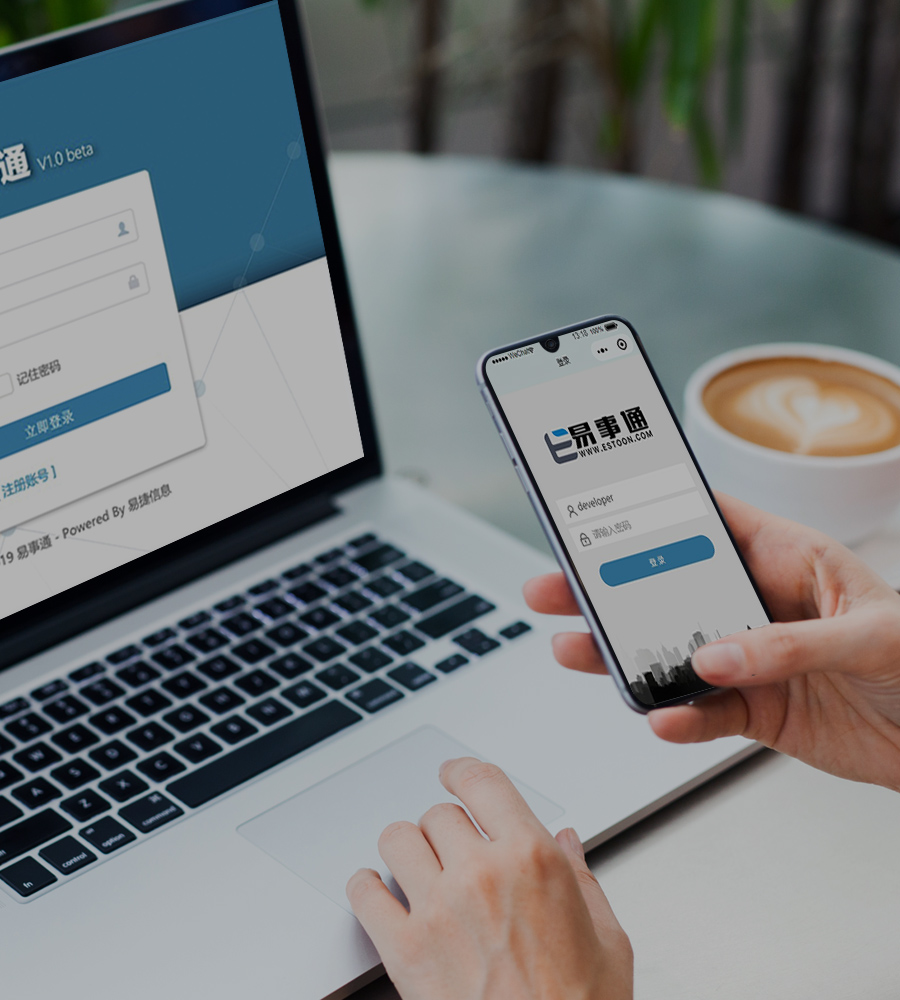 通 V1.0 beta
记住密码
立即登录
注册账号 ]
19 易事通 - Powered By 易捷信息
WeChat 13:18 100%
登录
易事通
WWW.ESTOON.COM
developer
请输入密码
登录
W
A S
Z X C V B N M
fn control option command